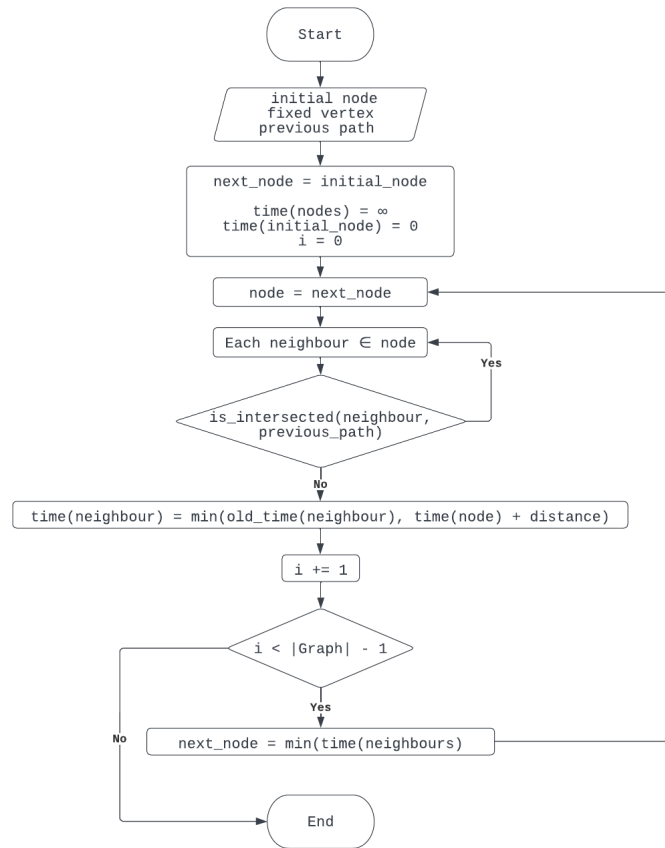 Start
initial node
fixed vertex
previous path
next_node = initial_node
time(nodes) = ∞
time(initial_node) = 0
i = 0
node = next_node
Each neighbour ∈ node
Yes
is_intersected(neighbour,
previous_path)
No
time(neighbour) = min(old_time(neighbour), time(node) + distance)
i += 1
i < |Graph| - 1
Yes
No
next_node = min(time(neighbours)
End